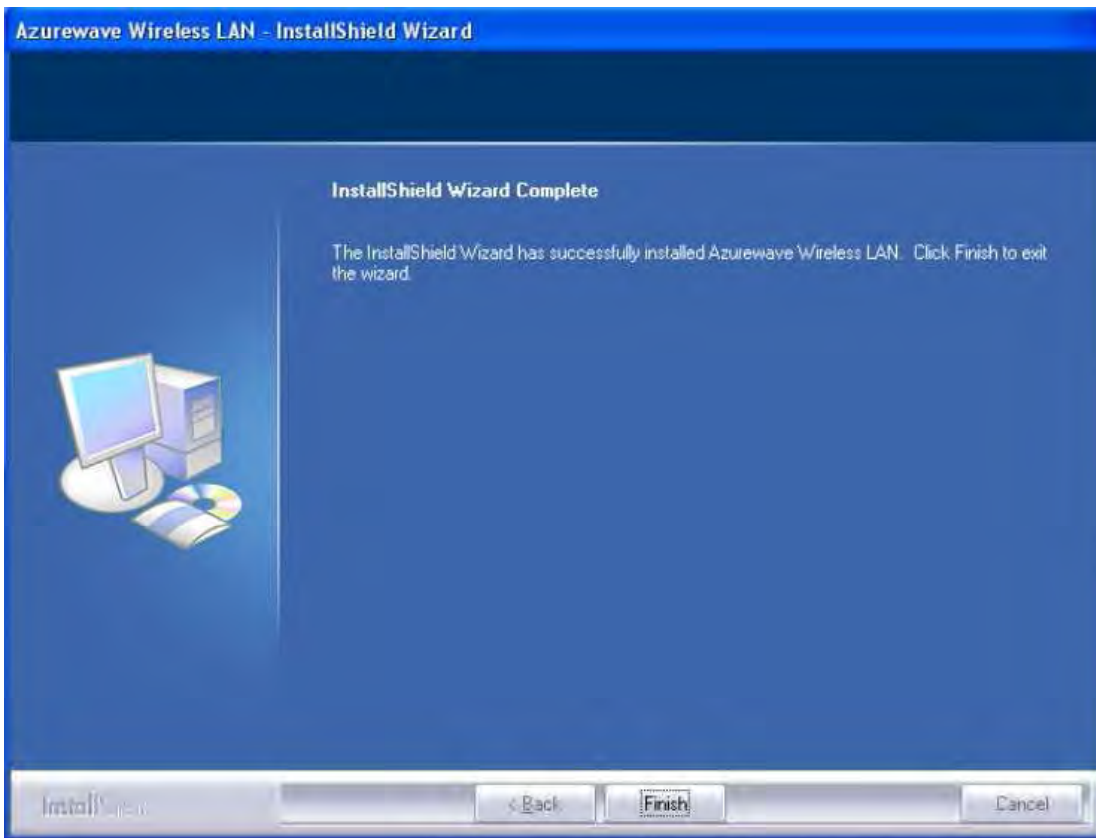 Azurewave Wireless LAN - InstallShield Wizard
InstallShield Wizard Complete
The InstallShield Wizard has successfully installed Azurewave Wireless LAN. Click Finish to exit
the wizard.
< Back Finish Cancel